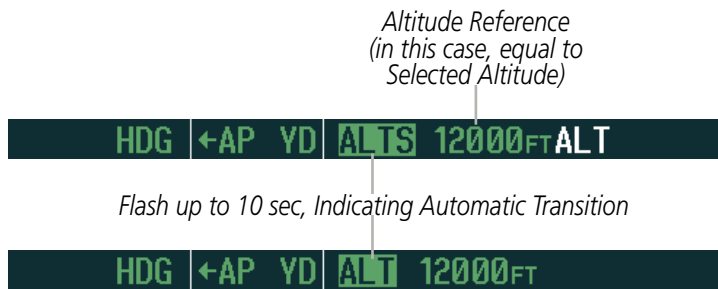 Altitude Reference
(in this case, equal to
Selected Altitude)
HDG ←AP YD ALTS 12000FT ALT
Flash up to 10 sec, Indicating Automatic Transition
HDG ←AP YD ALT 12000FT